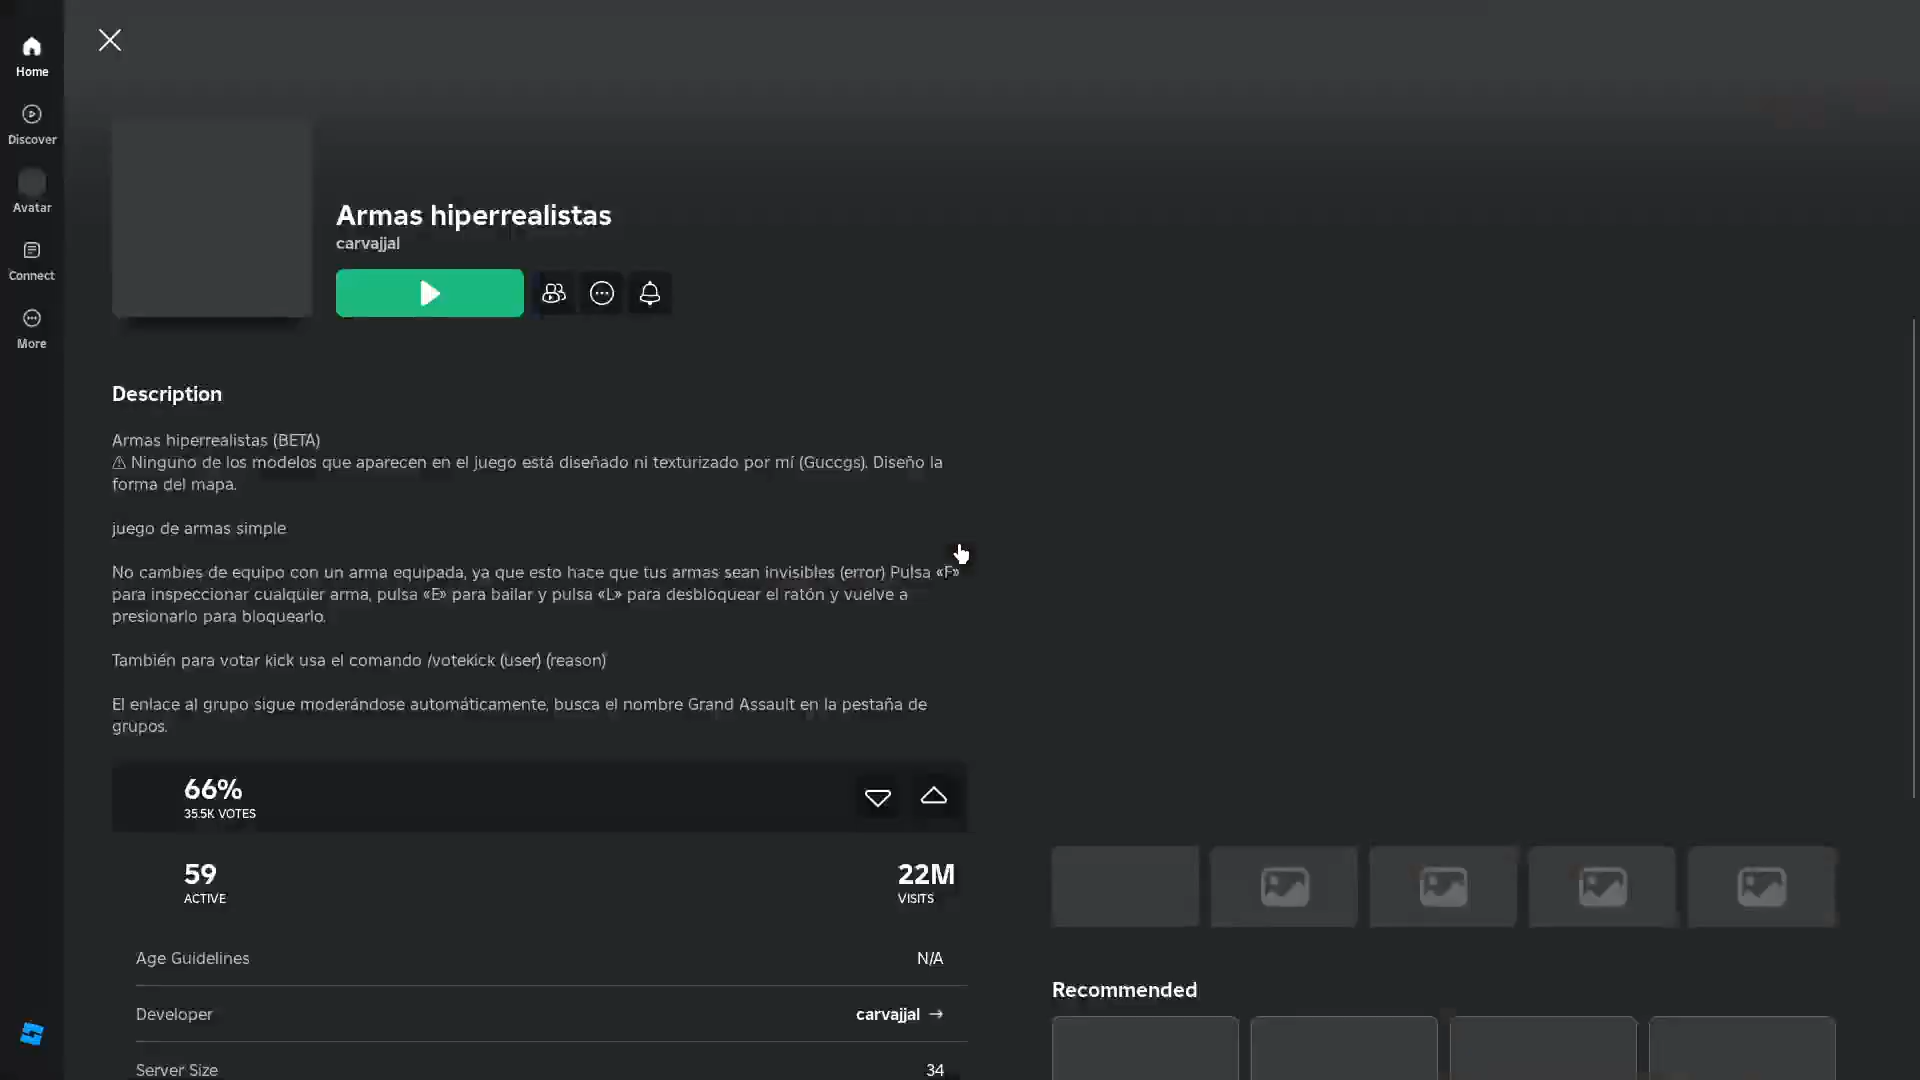 Home
Discover
Avatar
Connect
More
Armas hiperrealistas
carvajjal
Description
Armas hiperrealistas (BETA)
⚠ Ninguno de los modelos que aparecen en el juego está diseñado ni texturizado por mí (Guccgs). Diseño la
forma del mapa.
juego de armas simple
No cambies de equipo con un arma equipada, ya que esto hace que tus armas sean invisibles (error) Pulsa «F»
para inspeccionar cualquier arma, pulsa «E» para bailar y pulsa «L» para desbloquear el ratón y vuelve a
presionarlo para bloquearlo.
También para votar kick usa el comando /votekick (user) (reason)
El enlace al grupo sigue moderándose automáticamente, busca el nombre Grand Assault en la pestaña de
grupos.
66%
35.5K VOTES
59
ACTIVE
22M
VISITS
Age Guidelines
N/A
Developer
carvajjal →
Server Size
34
Recommended